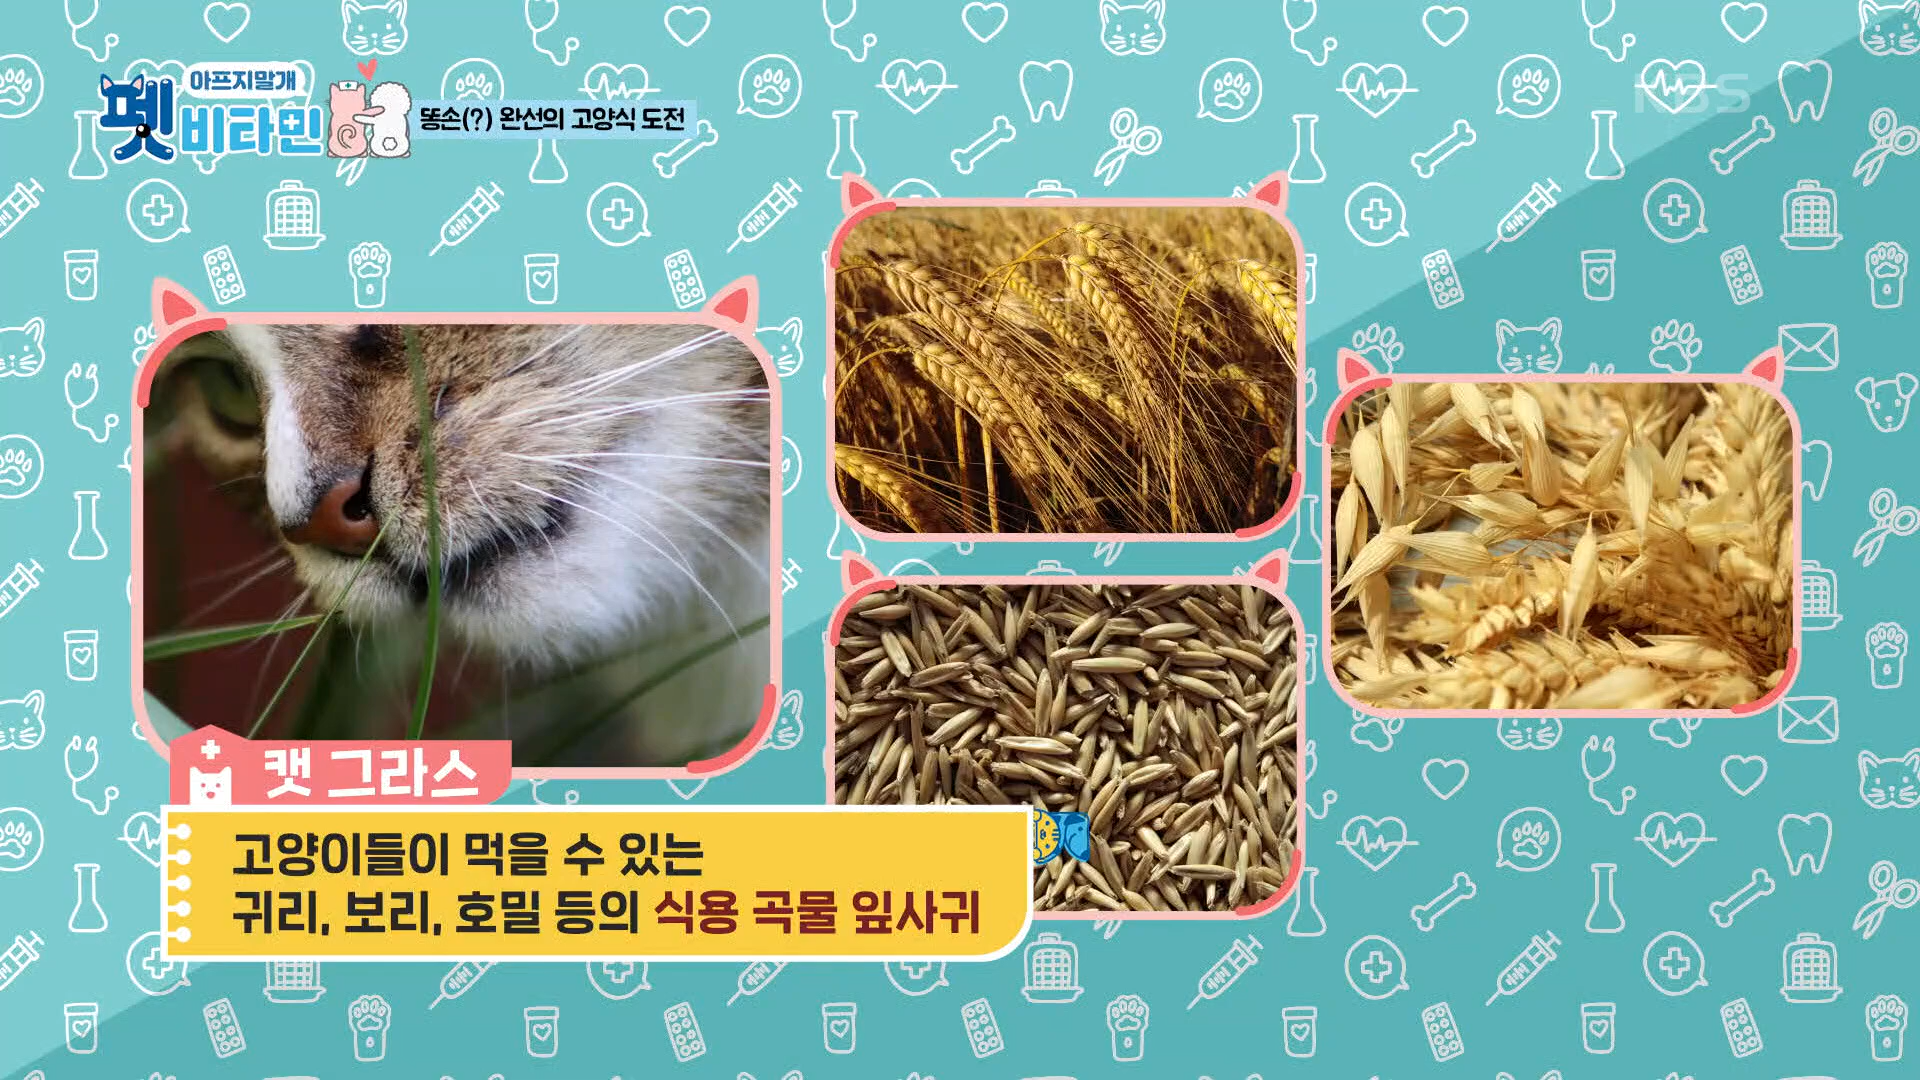 아프지말개
펫비타민
똥손(?) 완선의 고양식 도전
KBS
캣 그라스
고양이들이 먹을 수 있는
귀리, 보리, 호밀 등의 식용 곡물 잎사귀